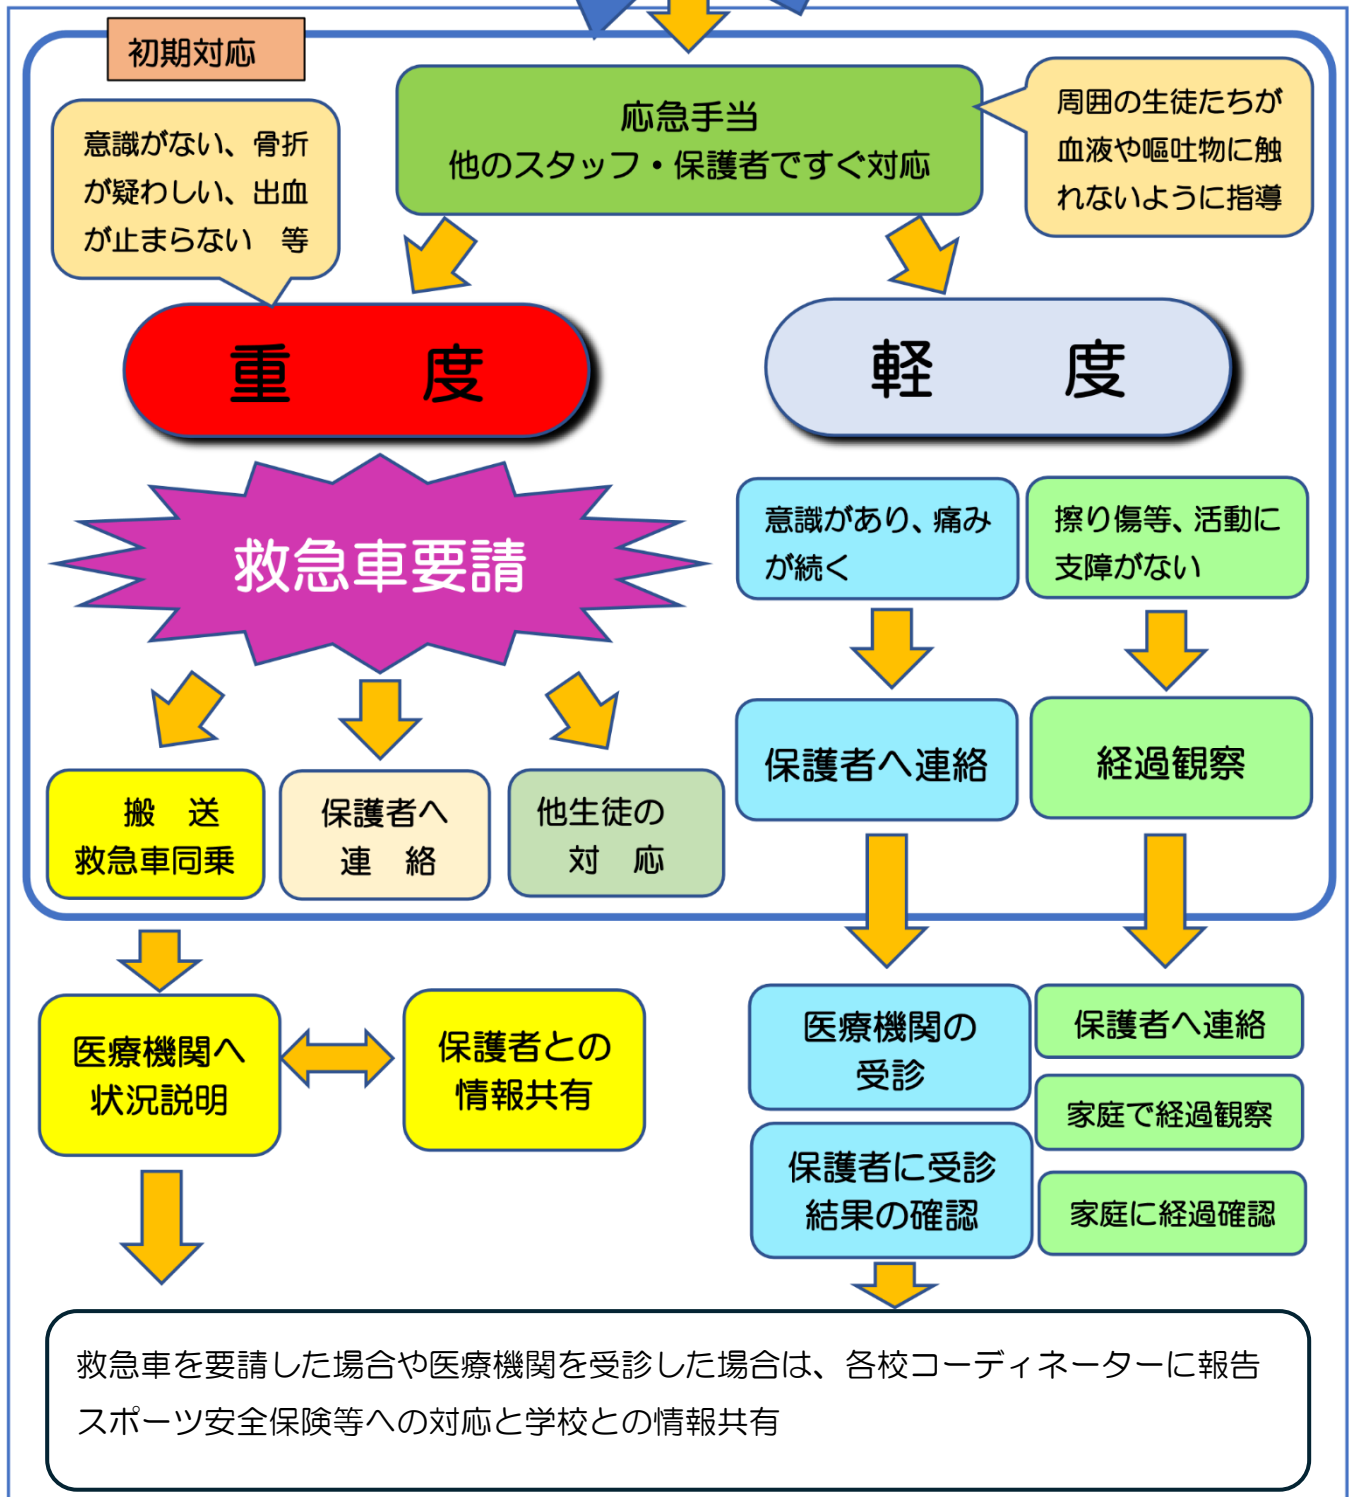 初期対応
意識がない、骨折
が疑わしい、出血
が止まらない　等
応急手当
他のスタッフ・保護者ですぐ対応
周囲の生徒たちが
血液や嘔吐物に触
れないように指導
重　度
軽　度
救急車要請
意識があり、痛み
が続く
擦り傷等、活動に
支障がない
保護者へ連絡
経過観察
搬　送
救急車同乗
保護者へ
連　絡
他生徒の
対　応
医療機関へ
状況説明
保護者との
情報共有
医療機関の
受診
保護者に受診
結果の確認
保護者へ連絡
家庭で経過観察
家庭に経過確認
救急車を要請した場合や医療機関を受診した場合は、各校コーディネーターに報告
スポーツ安全保険等への対応と学校との情報共有